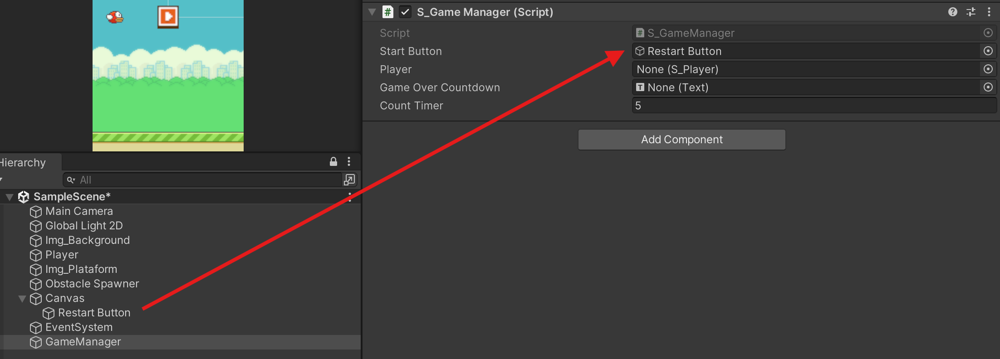 S_Game Manager (Script)
Script
S_GameManager
Start Button
Restart Button
Player
None (S_Player)
Game Over Countdown
None (Text)
Count Timer
5
Add Component
Hierarchy
All
SampleScene*
Main Camera
Global Light 2D
Img_Background
Player
Img_Plataform
Obstacle Spawner
Canvas
Restart Button
EventSystem
GameManager